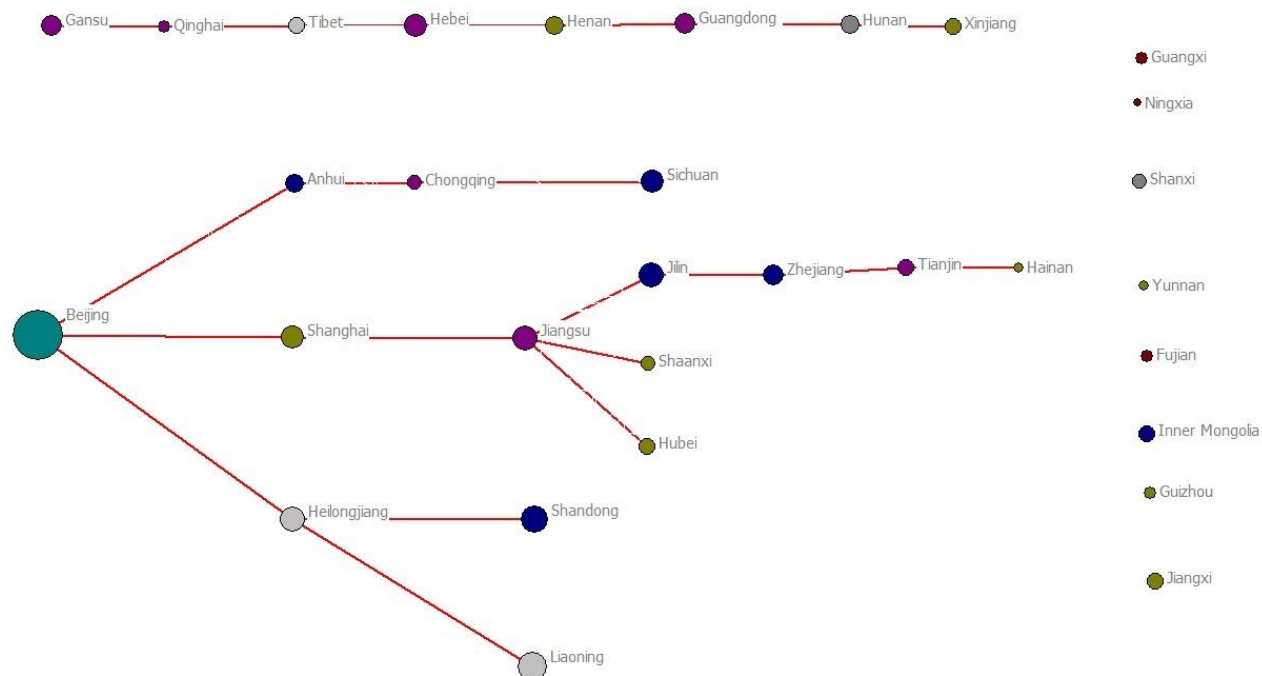 Gansu
Qinghai
Tibet
Hebei
Henan
Guangdong
Hunan
Xinjiang
Guangxi
Ningxia
Anhui
Chongqing
Sichuan
Shanxi
Jilin
Zhejiang
Tianjin
Hainan
Yunnan
Beijing
Shanghai
Jiangsu
Shaanxi
Fujian
Hubei
Inner Mongolia
Guizhou
Heilongjiang
Shandong
Jiangxi
Liaoning